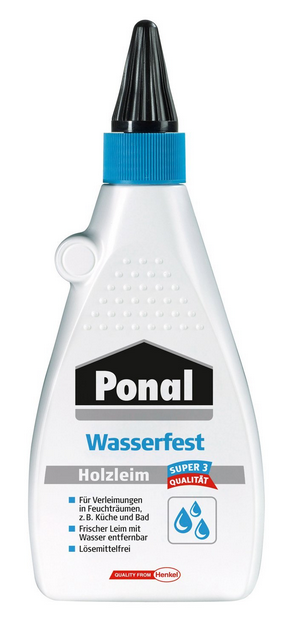 Ponal
Wasserfest
Holzleim
SUPER 3
QUALITÄT
Für Verleimungen
in Feuchträumen,
z.B. Küche und Bad
Frischer Leim mit
Wasser entfernbar
Lösemittelfrei
QUALITY FROM Henkel